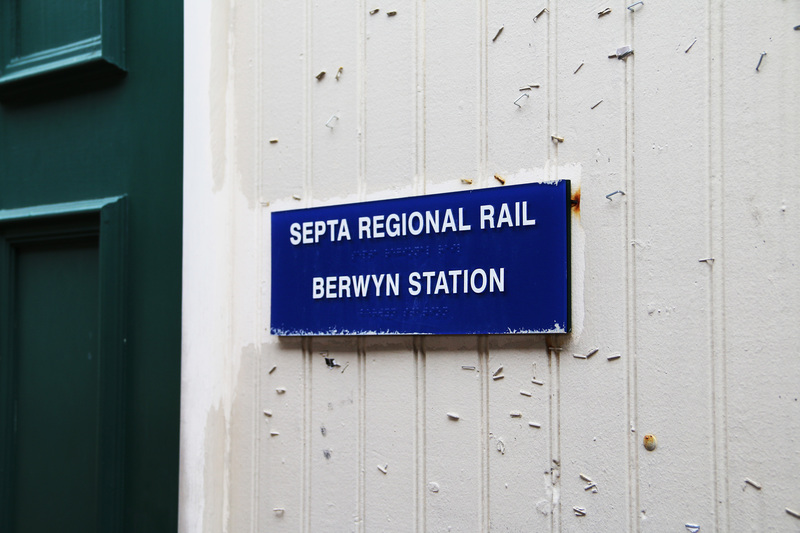 SEPTA REGIONAL RAIL
BERWYN STATION